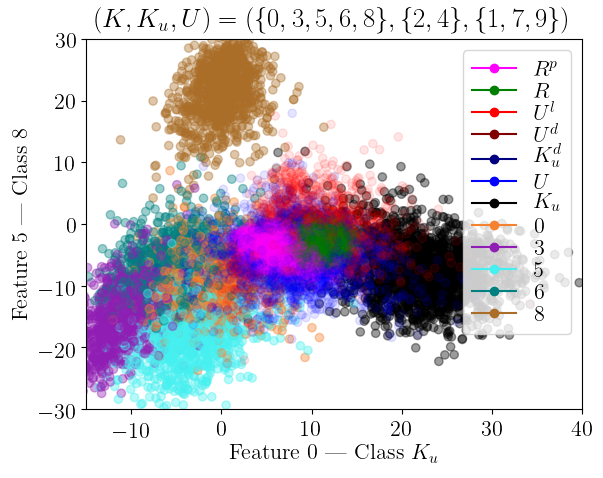 (K, K_u, U) = ({0, 3, 5, 6, 8}, {2, 4}, {1, 7, 9})
30
20
10
0
−10
−20
−30
Feature 5 — Class 8
R^p
R
U^l
U^d
K_u^d
U
K_u
0
3
5
6
8
−10
0
10
20
30
40
Feature 0 — Class K_u